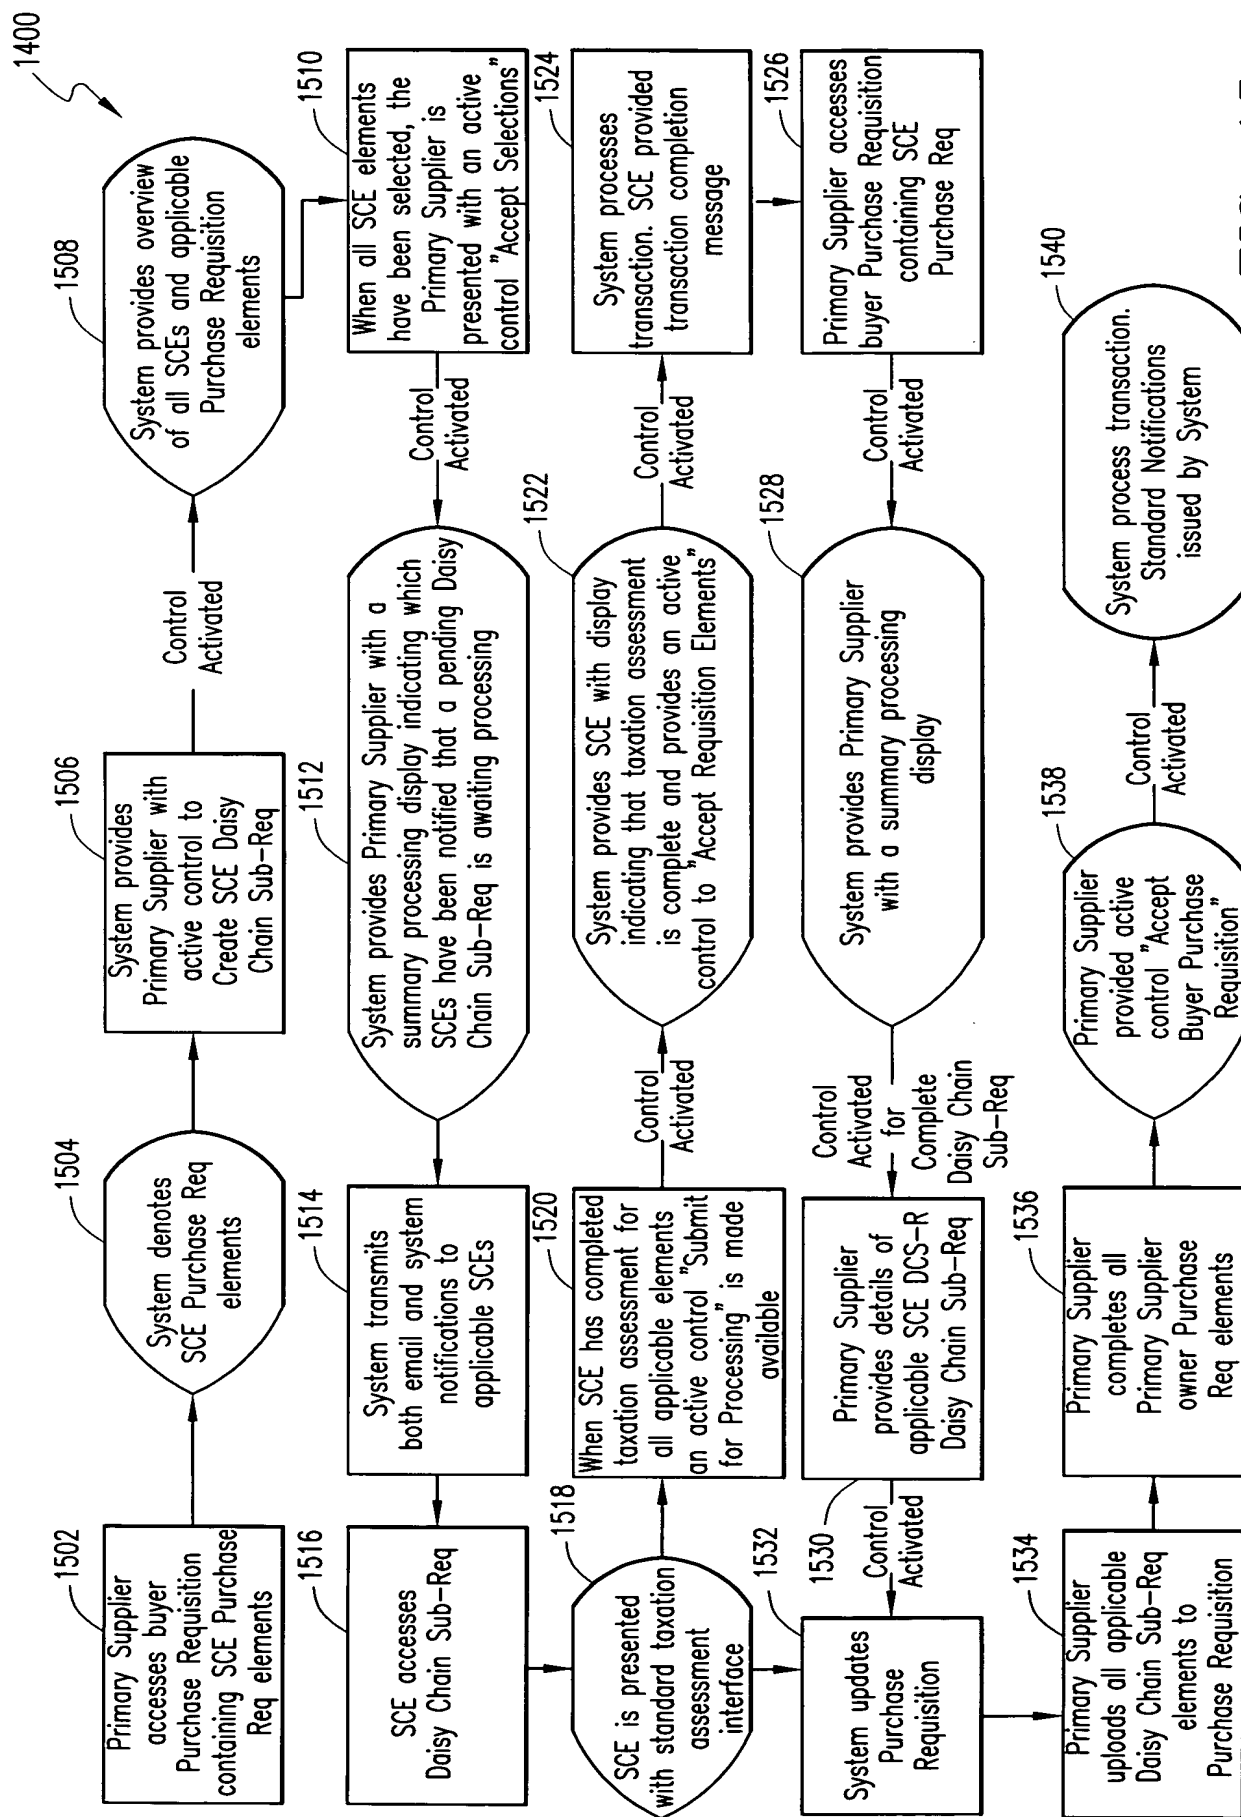 1400
1502
Primary Supplier
accesses buyer
Purchase Requisition
containing SCE Purchase
Req elements
1504
System denotes
SCE Purchase Req
elements
1506
System provides
Primary Supplier with
active control to
Create SCE Daisy
Chain Sub-Req
Control
Activated
1508
System provides overview
of all SCEs and applicable
Purchase Requisition
elements
1510
When all SCE elements
have been selected, the
Primary Supplier is
presented with an active
control "Accept Selections"
Control
Activated
1512
System provides Primary Supplier with a
summary processing display indicating which
SCEs have been notified that a pending Daisy
Chain Sub-Req is awaiting processing
1514
System transmits
both email and system
notifications to
applicable SCEs
1516
SCE accesses
Daisy Chain Sub-Req
1518
SCE is presented
with standard taxation
assessment
interface
1520
When SCE has completed
taxation assessment for
all applicable elements
an active control "Submit
for Processing" is made
available
Control
Activated
1522
System provides SCE with display
indicating that taxation assessment
is complete and provides an active
control to "Accept Requisition Elements"
Control
Activated
1524
System processes
transaction. SCE provided
transaction completion
message
1526
Primary Supplier accesses
buyer Purchase Requisition
containing SCE
Purchase Req
Control
Activated
1528
System provides Primary Supplier
with a summary processing
display
Control
Activated
for
Complete
Daisy Chain
Sub-Req
1530
Primary Supplier
provides details of
applicable SCE DCS-R
Daisy Chain Sub-Req
Control
Activated
1532
System updates
Purchase
Requisition
1534
Primary Supplier
uploads all applicable
Daisy Chain Sub-Req
elements to
Purchase Requisition
1536
Primary Supplier
completes all
Primary Supplier
owner Purchase
Req elements
1538
Primary Supplier
provided active
control "Accept
Buyer Purchase
Requisition"
Control
Activated
1540
System process transaction.
Standard Notifications
issued by System